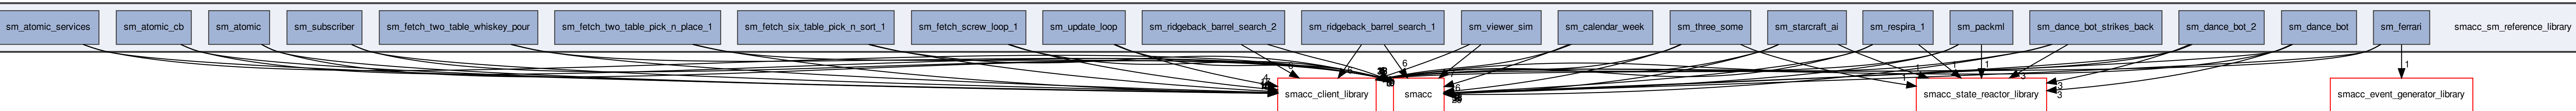 sm_atomic_services
sm_atomic_cb
sm_atomic
sm_subscriber
sm_fetch_two_table_whiskey_pour
sm_fetch_two_table_pick_n_place_1
sm_fetch_six_table_pick_n_sort_1
sm_fetch_screw_loop_1
sm_update_loop
sm_ridgeback_barrel_search_2
sm_ridgeback_barrel_search_1
sm_viewer_sim
sm_calendar_week
sm_three_some
sm_starcraft_ai
sm_respira_1
sm_packml
sm_dance_bot_strikes_back
sm_dance_bot_2
sm_dance_bot
sm_ferrari
smacc_sm_reference_library
6
1
1
1
1
3
3
3
smacc_client_library
smacc
smacc_state_reactor_library
smacc_event_generator_library